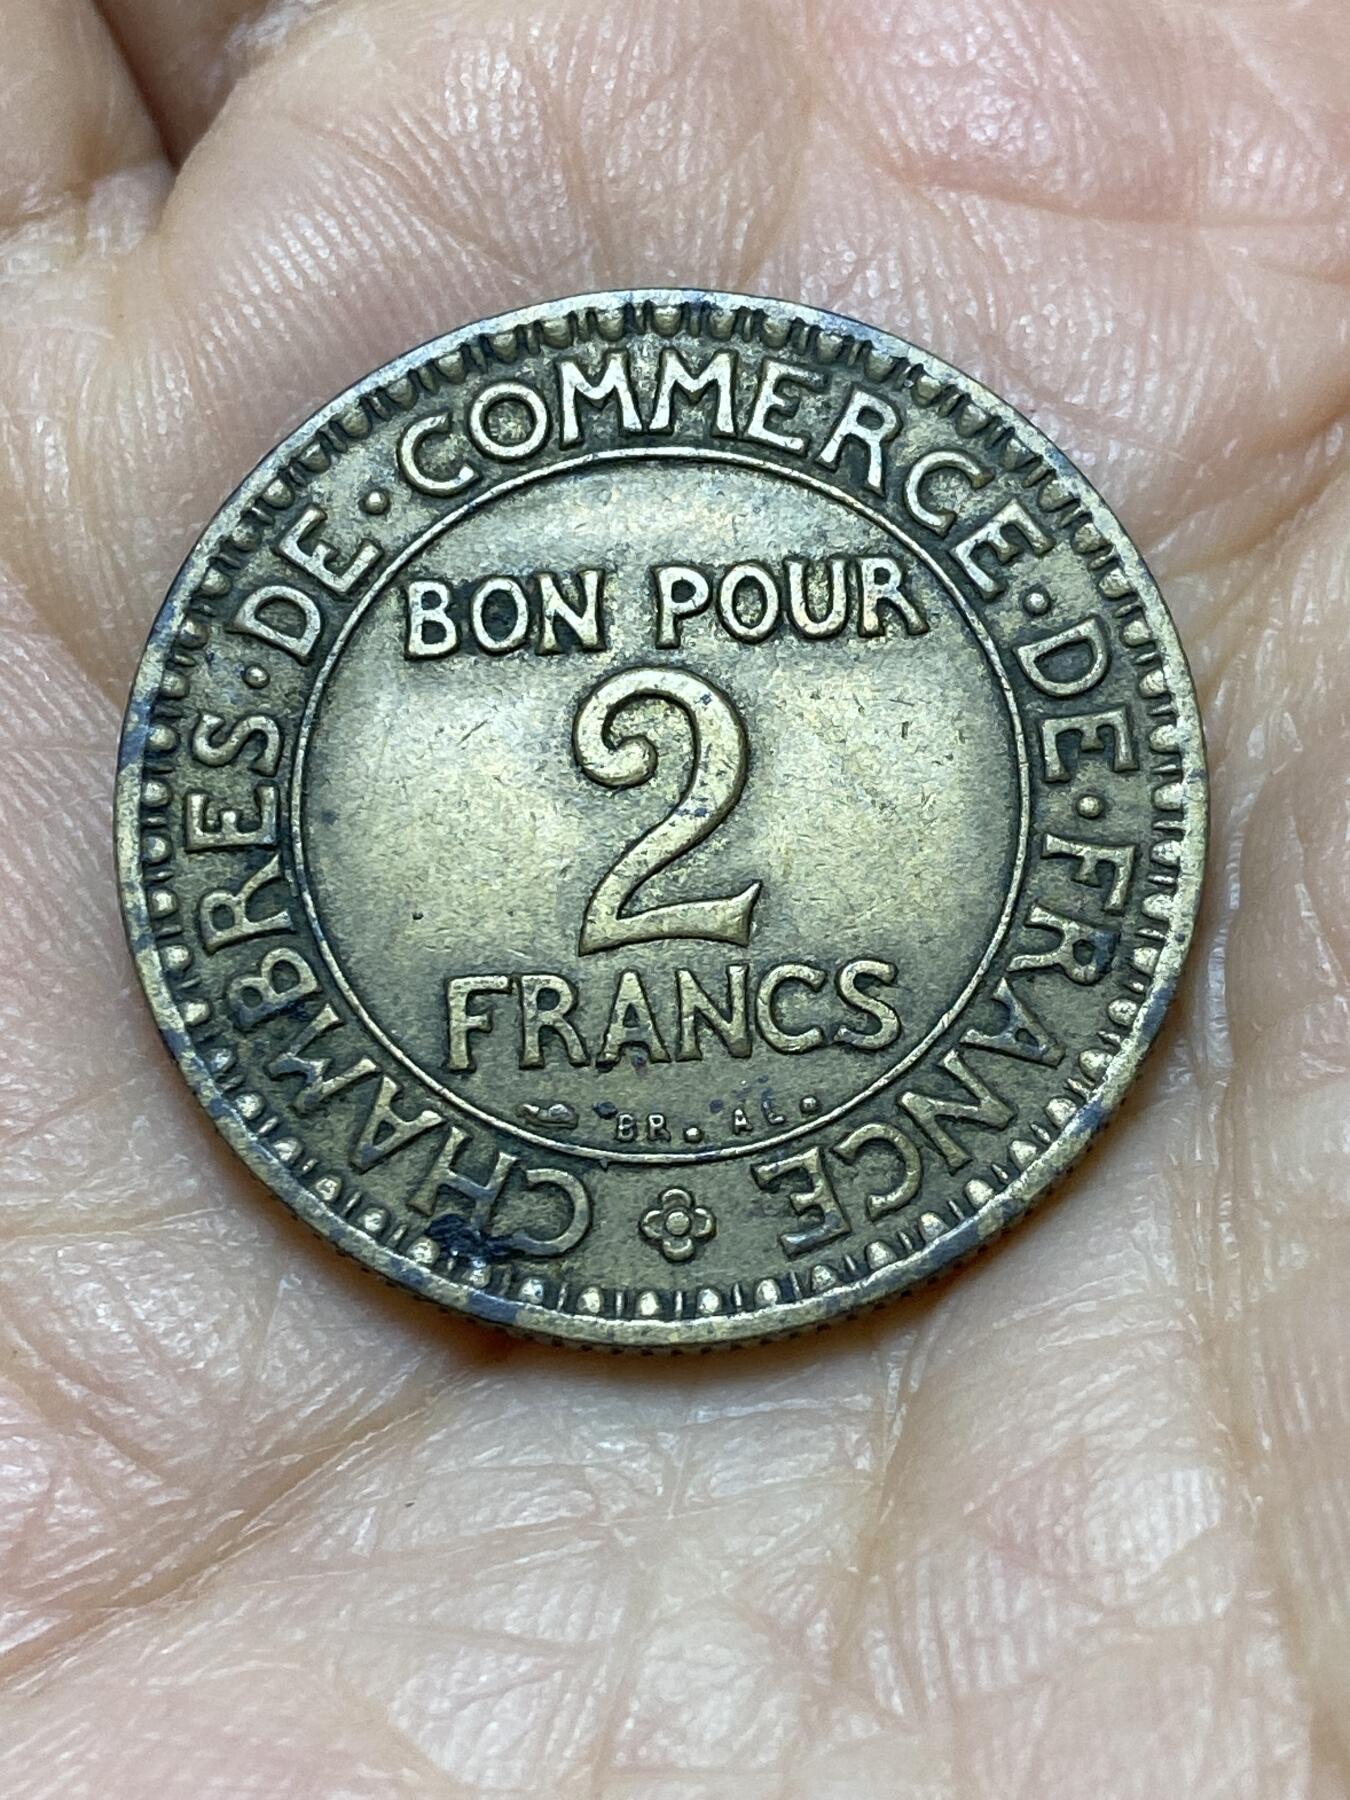 CHAMBRES · DE · COMMERCE · DE · FRANCE
BON POUR
2
FRANCS
BR. AL.